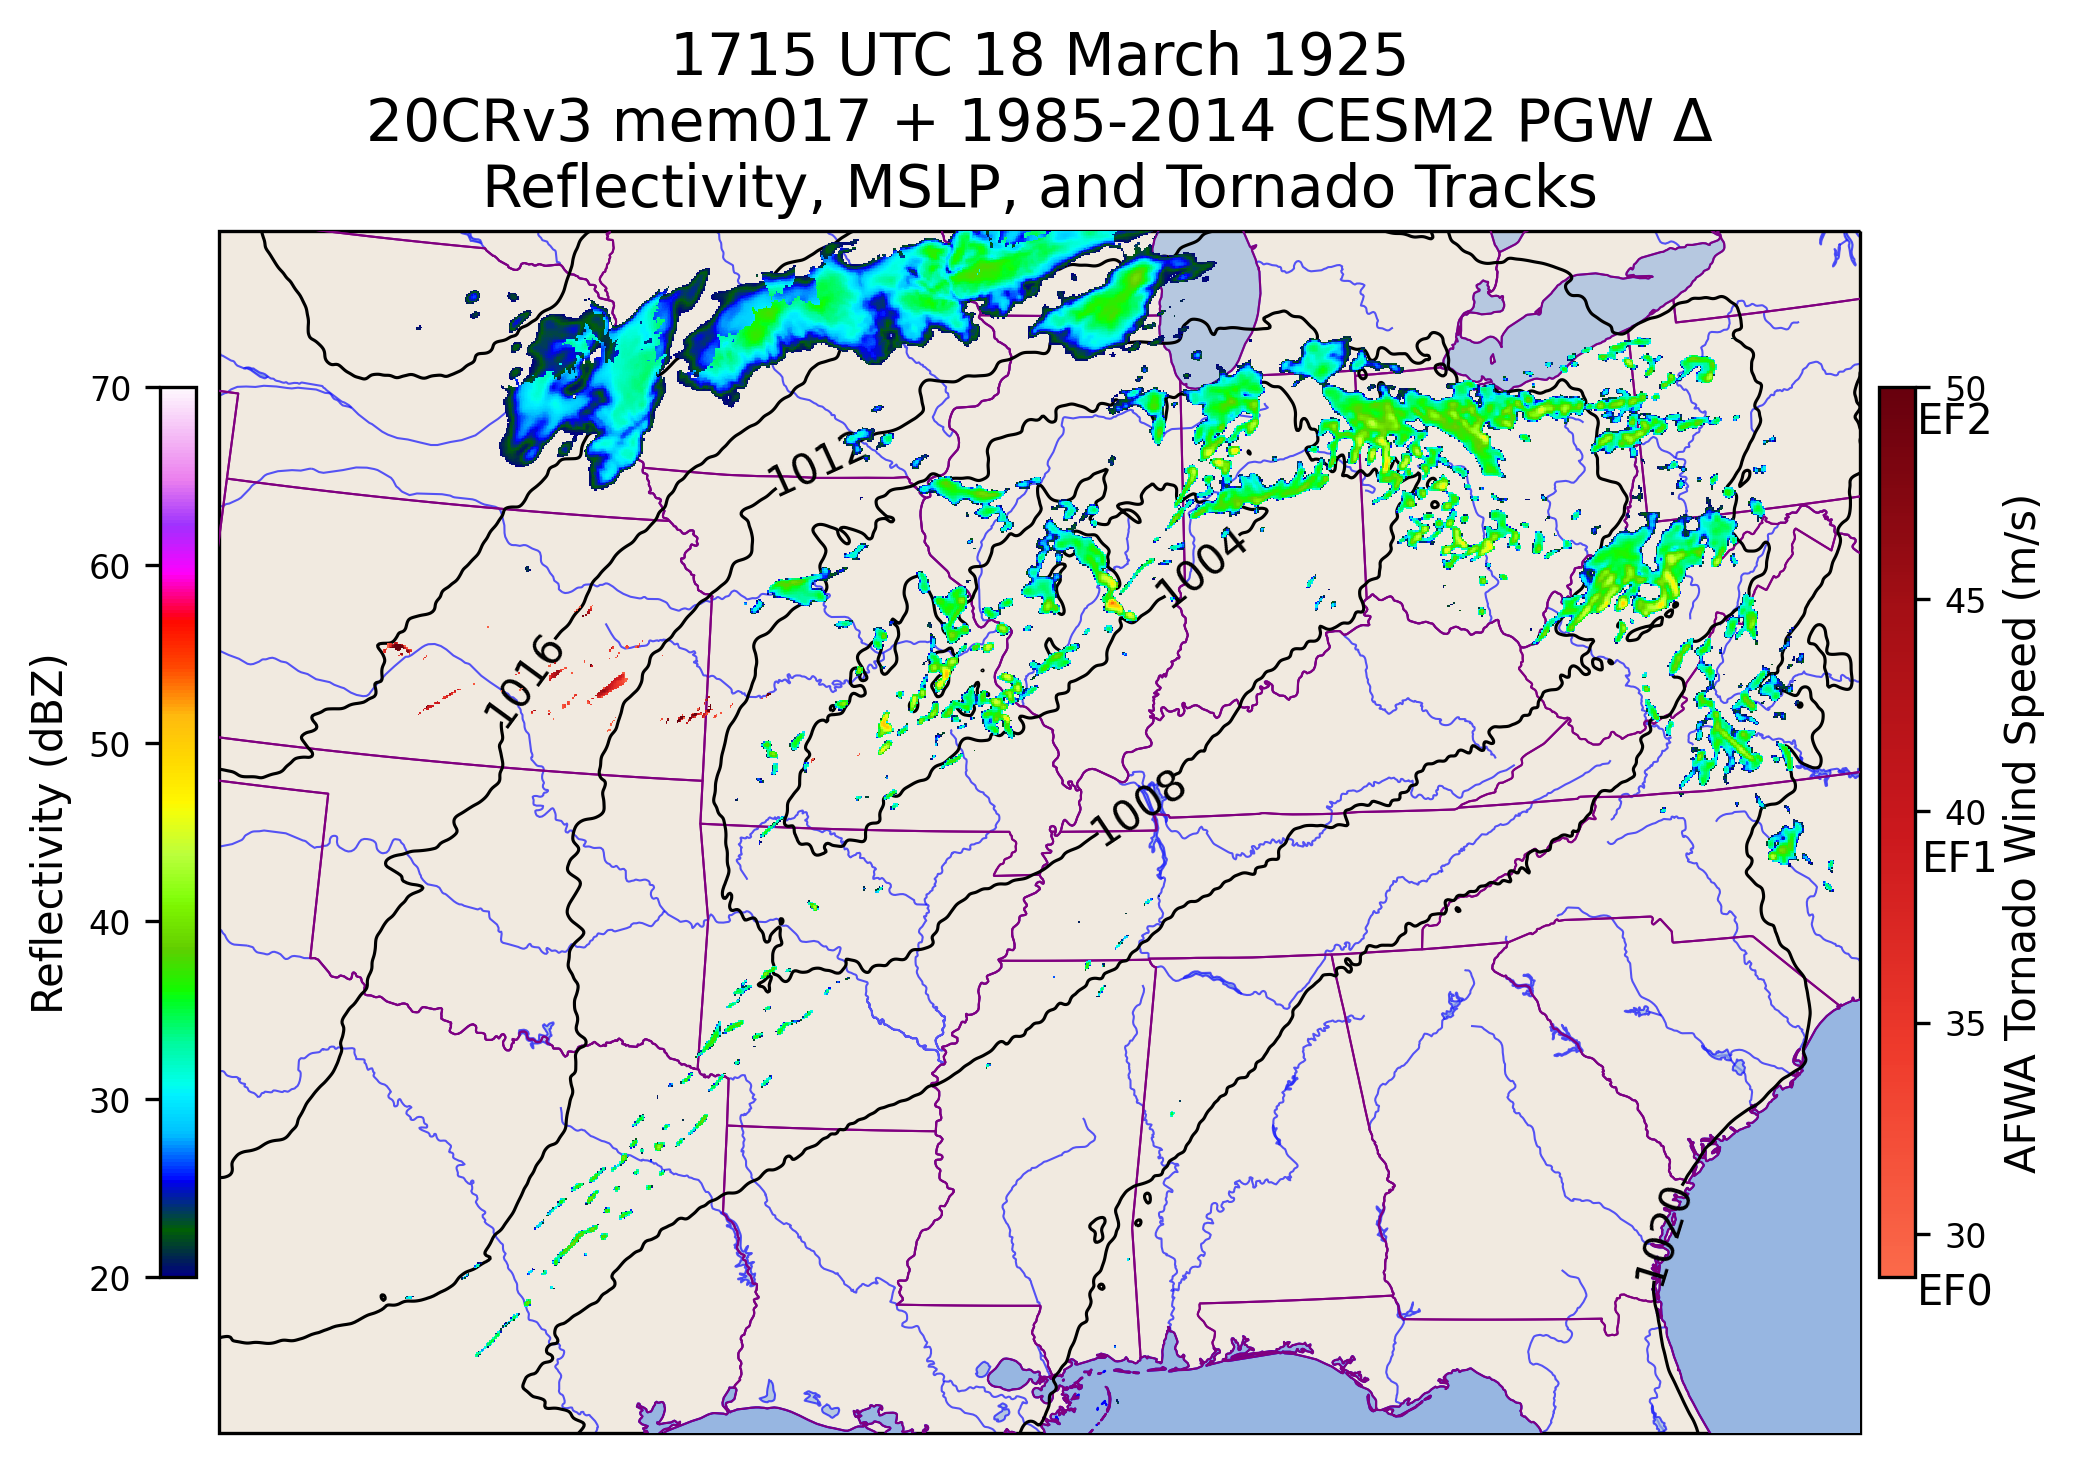 1715 UTC 18 March 1925
20CRv3 mem017 + 1985-2014 CESM2 PGW Δ
Reflectivity, MSLP, and Tornado Tracks
Reflectivity (dBZ)
70
60
50
40
30
20
1012
1004
1016
1008
1020
50
EF2
45
40
EF1
35
30
EF0
AFWA Tornado Wind Speed (m/s)